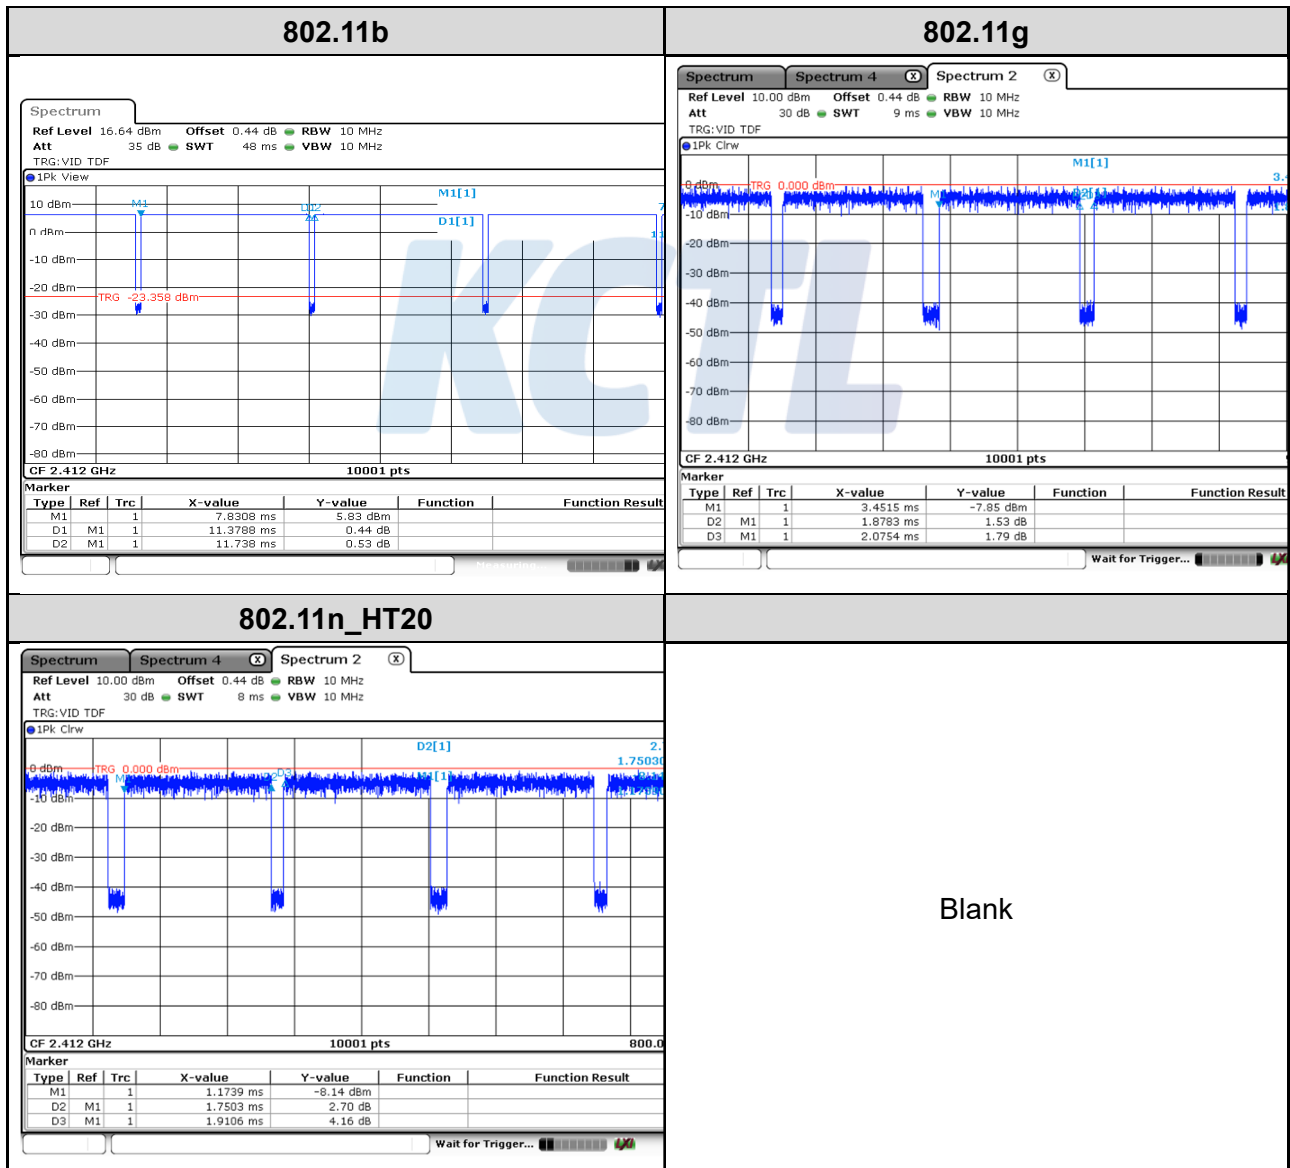 802.11b
802.11g
Spectrum
Ref Level 16.64 dBm Offset 0.44 dB RBW 10 MHz
Att 35 dB SWT 48 ms VBW 10 MHz
TRG:VID TDF
1Pk View
M1[1]
D1[1]
10 dBm
M1
0 dBm
-10 dBm
-20 dBm
TRG -23.358 dBm
-30 dBm
-40 dBm
-50 dBm
-60 dBm
-70 dBm
-80 dBm
CF 2.412 GHz 10001 pts
Marker
Type Ref Trc X-value Y-value Function Function Result
M1 1 7.8308 ms 5.83 dBm
D1 M1 1 11.3788 ms 0.44 dB
D2 M1 1 11.738 ms 0.53 dB
Measuring...
Spectrum Spectrum 4 Spectrum 2
Ref Level 10.00 dBm Offset 0.44 dB RBW 10 MHz
Att 30 dB SWT 9 ms VBW 10 MHz
TRG:VID TDF
1Pk Clrw
M1[1]
0 dBm
TRG 0.000 dBm
-10 dBm
-20 dBm
-30 dBm
-40 dBm
-50 dBm
-60 dBm
-70 dBm
-80 dBm
CF 2.412 GHz 10001 pts
Marker
Type Ref Trc X-value Y-value Function Function Result
M1 1 3.4515 ms -7.85 dBm
D2 M1 1 1.8783 ms 1.53 dB
D3 M1 1 2.0754 ms 1.79 dB
Wait for Trigger...
KCTL
802.11n_HT20
Spectrum Spectrum 4 Spectrum 2
Ref Level 10.00 dBm Offset 0.44 dB RBW 10 MHz
Att 30 dB SWT 8 ms VBW 10 MHz
TRG:VID TDF
1Pk Clrw
D2[1]
1.75030
0 dBm
TRG 0.000 dBm
M1[1]
-10 dBm
-20 dBm
-30 dBm
-40 dBm
-50 dBm
-60 dBm
-70 dBm
-80 dBm
CF 2.412 GHz 10001 pts 800.0
Marker
Type Ref Trc X-value Y-value Function Function Result
M1 1 1.1739 ms -8.14 dBm
D2 M1 1 1.7503 ms 2.70 dB
D3 M1 1 1.9106 ms 4.16 dB
Wait for Trigger...
Blank